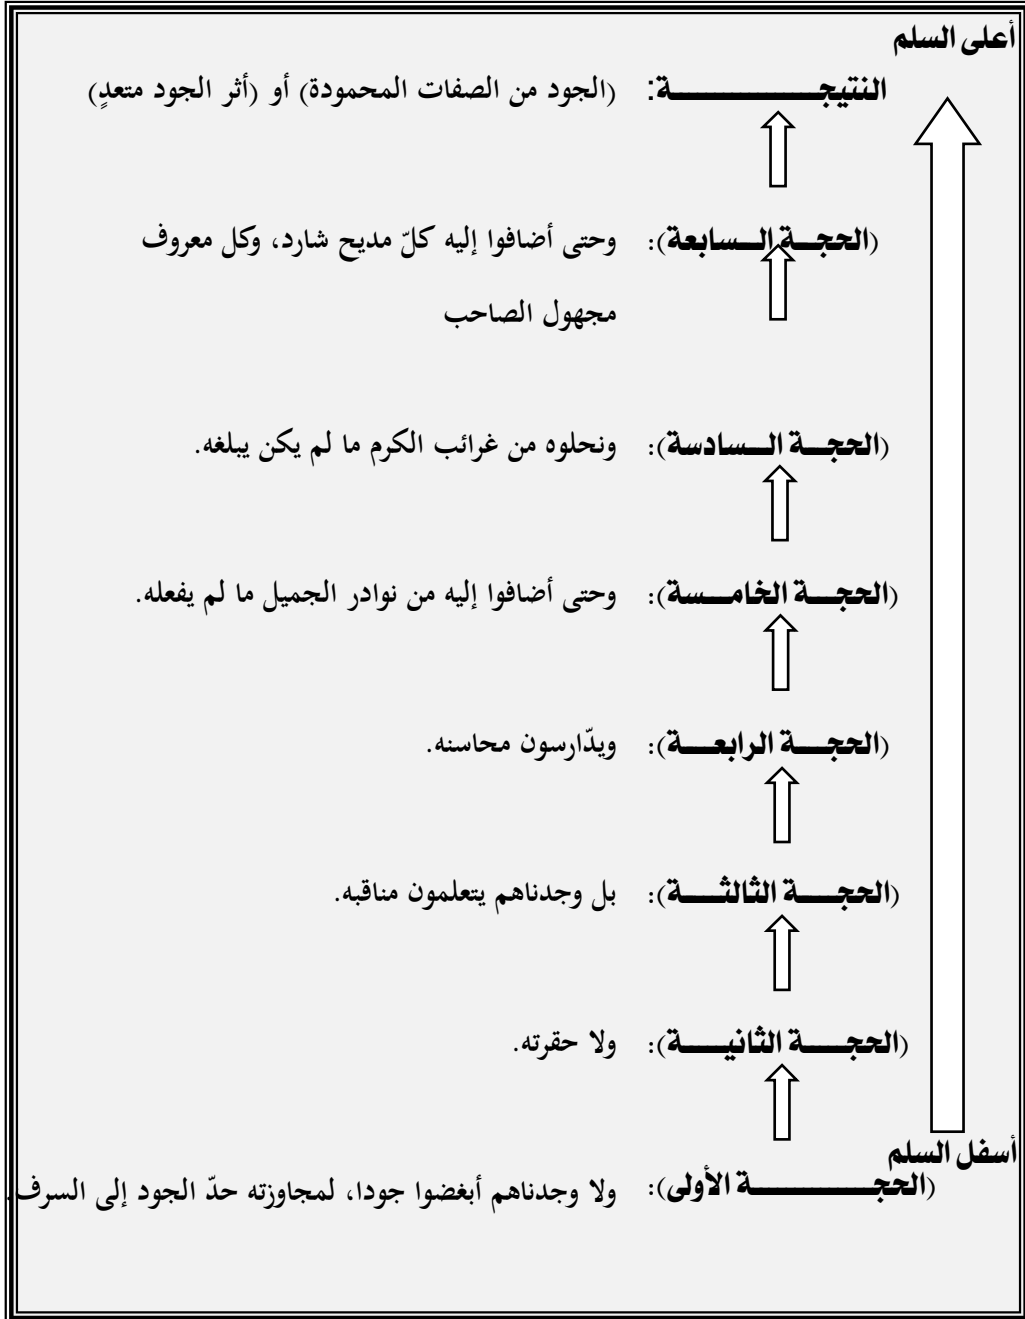 أعلى السلم
النتيجة: (الجود من الصفات المحمودة) أو (أثر الجود متعدٍ)
(الحجة السابعة): وحتى أضافوا إليه كلّ مديح شارد، وكل معروف
مجهول الصاحب
(الحجة السادسة): ونحلوه من غرائب الكرم ما لم يكن يبلغه.
(الحجة الخامسة): وحتى أضافوا إليه من نوادر الجميل ما لم يفعله.
(الحجة الرابعة): ويدّارسون محاسنه.
(الحجة الثالثة): بل وجدناهم يتعلمون مناقبه.
(الحجة الثانية): ولا حقرته.
أسفل السلم
(الحجة الأولى): ولا وجدناهم أبغضوا جودا، لمجاوزته حدّ الجود إلى السرف.